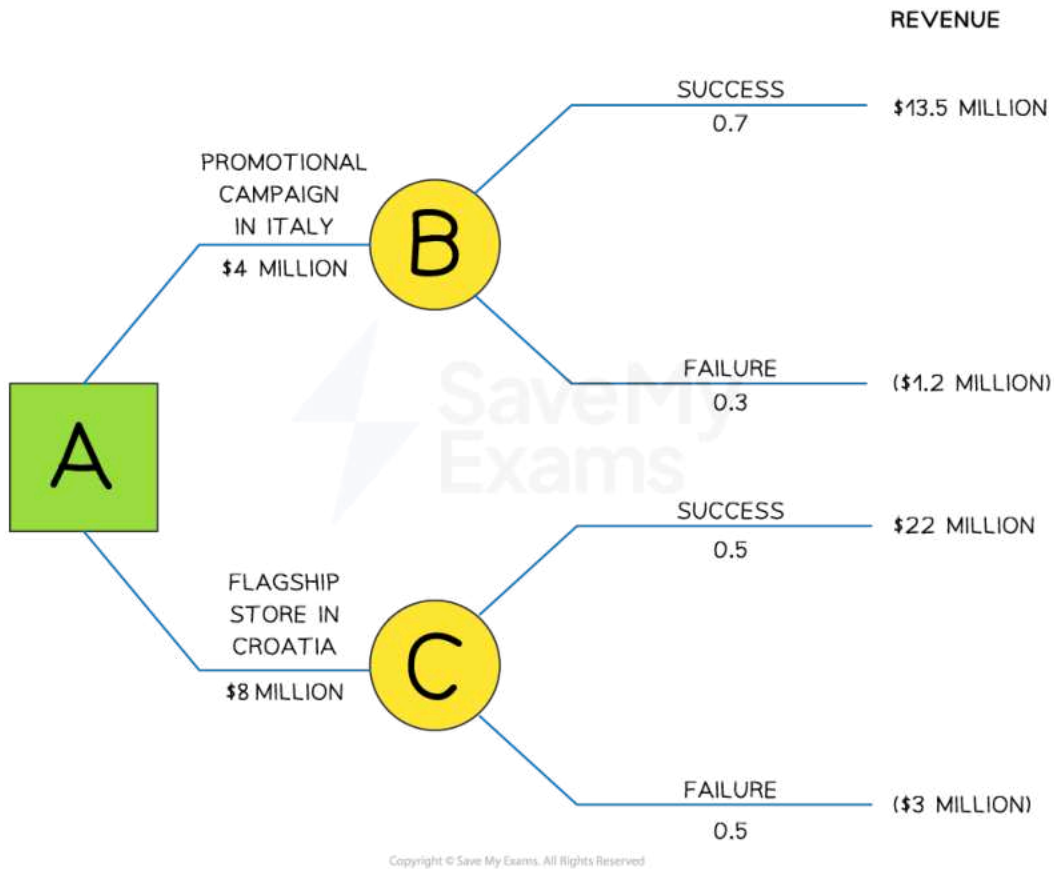 REVENUE
SUCCESS
0.7
$13.5 MILLION
PROMOTIONAL
CAMPAIGN
IN ITALY
$4 MILLION
B
FAILURE
0.3
($1.2 MILLION)
A
SaveMy
Exams
SUCCESS
0.5
$22 MILLION
FLAGSHIP
STORE IN
CROATIA
$8 MILLION
C
FAILURE
0.5
($3 MILLION)
Copyright © Save My Exams. All Rights Reserved